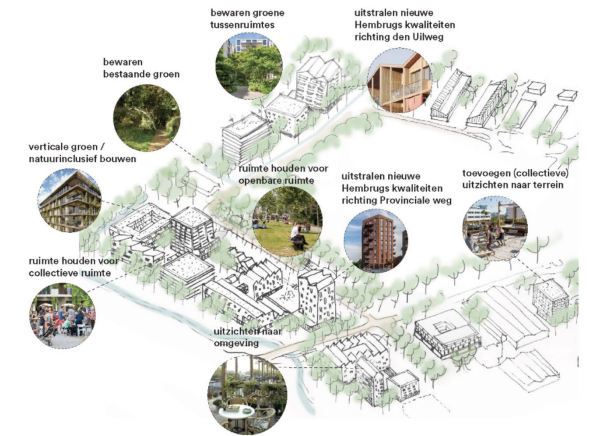 bewaren groene
tussenruimtes
uitstralen nieuwe
Hembrugs kwaliteiten
richting den Uilweg
bewaren
bestaande groen
verticale groen /
natuurinclusief bouwen
ruimte houden voor
openbare ruimte
uitstralen nieuwe
Hembrugs kwaliteiten
richting Provinciale weg
toevoegen (collectieve)
uitzichten naar terrein
ruimte houden voor
collectieve ruimte
uitzichten naar
omgeving